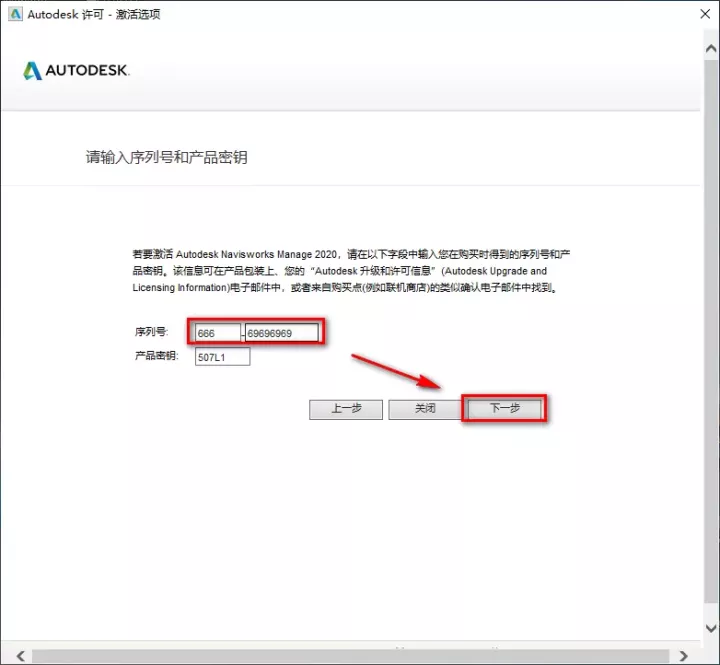 Autodesk 许可 - 激活选项
AUTODESK.
请输入序列号和产品密钥
若要激活 Autodesk Navisworks Manage 2020，请在以下字段中输入您在购买时得到的序列号和产
品密钥。该信息可在产品包装上、您的“Autodesk 升级和许可信息”(Autodesk Upgrade and
Licensing Information)电子邮件中，或者来自购买点(例如联机商店)的类似确认电子邮件中找到。
序列号: 666 - 69696969
产品密钥: 507L1
上一步 关闭 下一步